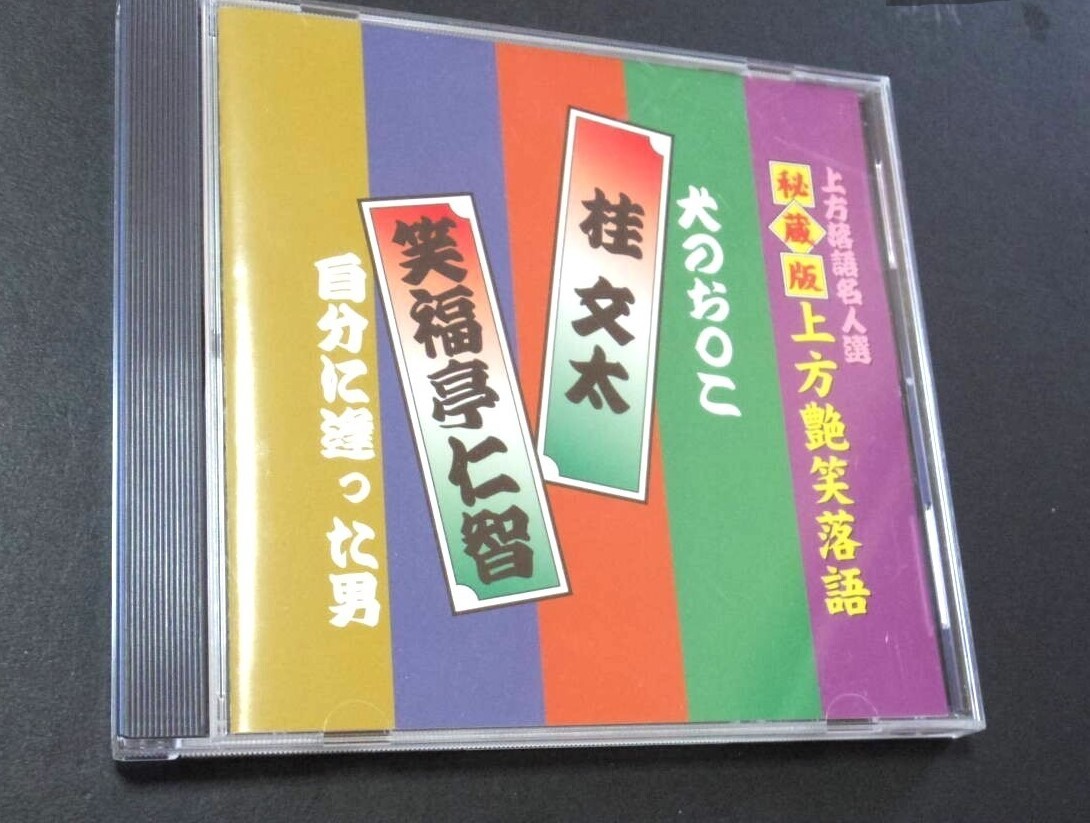 上方落語名人選
秘蔵版上方艶笑落語
犬のお〇こ
桂文太
笑福亭仁智
自分に逢った男